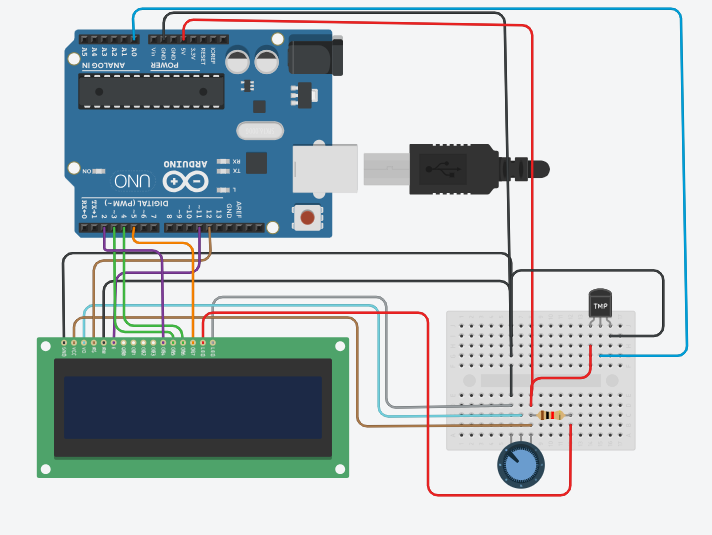 A5 A4 A3 A2 A1 A0
Vin GND GND 5V 3.3V RESET IOREF
ANALOG IN
POWER
ON
UNO
ARDUINO
RX
TX
L
DIGITAL (PWM~)
RX←0 TX→1 2 ~3 4 ~5 ~6 7 8 ~9 ~10 ~11 12 13 GND AREF
TMP